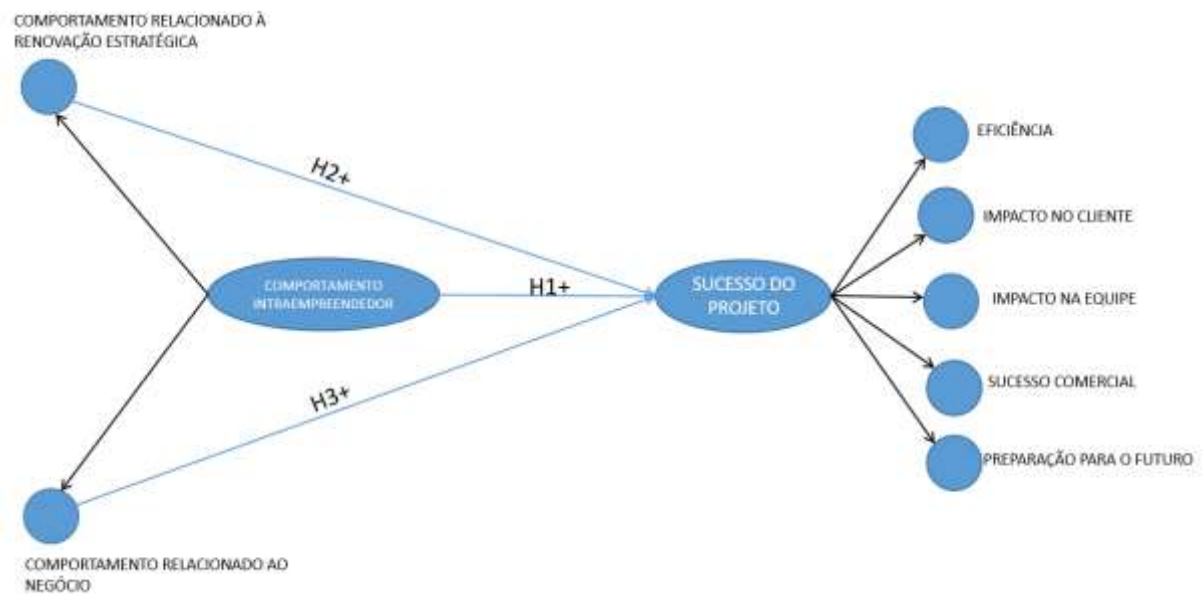 COMPORTAMENTO RELACIONADO À
RENOVAÇÃO ESTRATÉGICA
EFICIÊNCIA
H2+
IMPACTO NO CLIENTE
COMPORTAMENTO
INTRAEMPREENDEDOR
H1+
SUCESSO DO
PROJETO
IMPACTO NA EQUIPE
SUCESSO COMERCIAL
H3+
PREPARAÇÃO PARA O FUTURO
COMPORTAMENTO RELACIONADO AO
NEGÓCIO